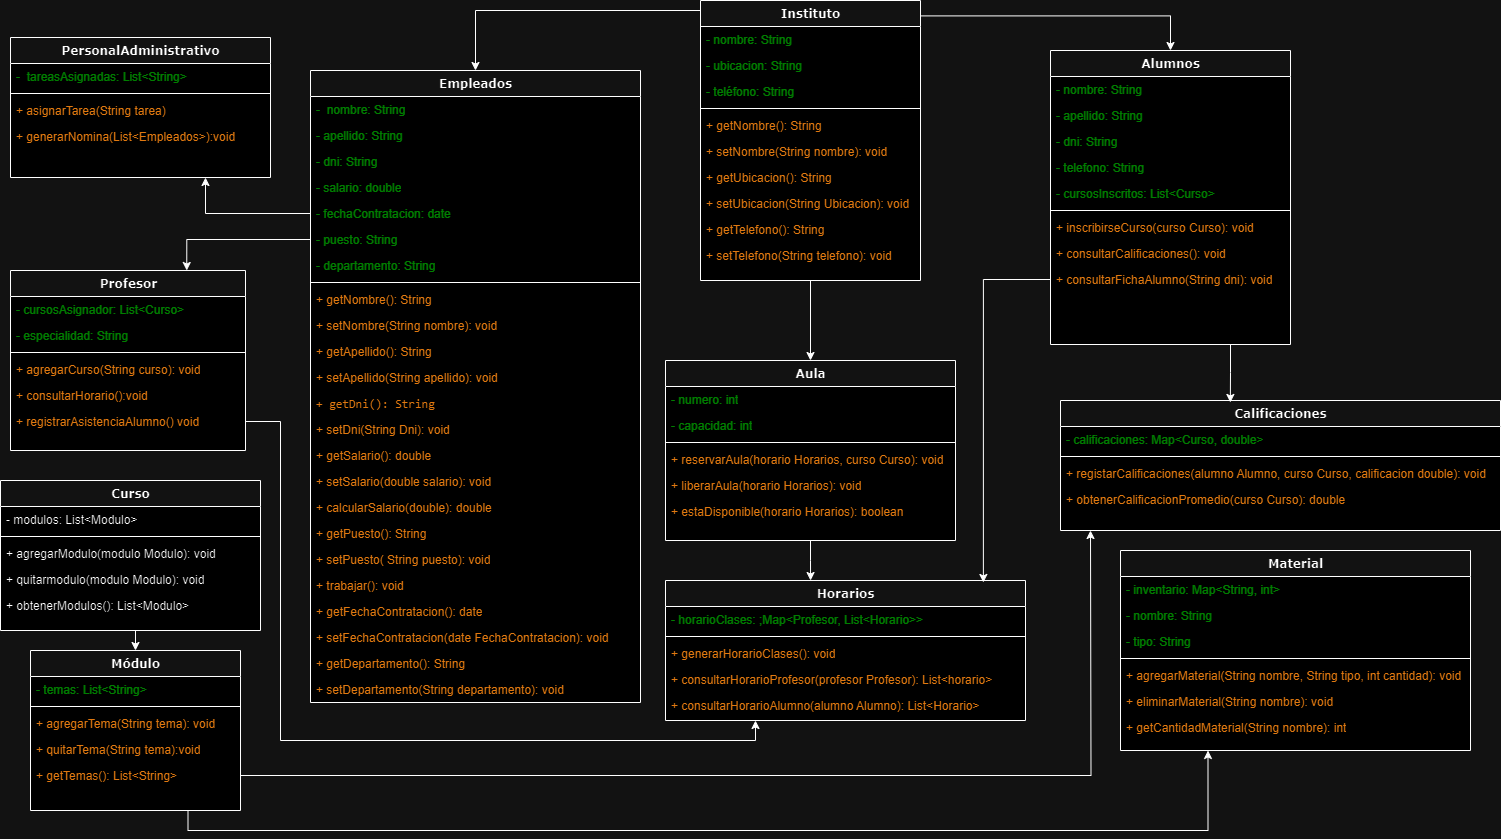 Instituto
- nombre: String
- ubicacion: String
- teléfono: String
+ getNombre(): String
+ setNombre(String nombre): void
+ getUbicacion(): String
+ setUbicacion(String Ubicacion): void
+ getTelefono(): String
+ setTelefono(String telefono): void
PersonalAdministrativo
- tareasAsignadas: List<String>
+ asignarTarea(String tarea)
+ generarNomina(List<Empleados>):void
Empleados
- nombre: String
- apellido: String
- dni: String
- salario: double
- fechaContratacion: date
- puesto: String
- departamento: String
+ getNombre(): String
+ setNombre(String nombre): void
+ getApellido(): String
+ setApellido(String apellido): void
+ getDni(): String
+ setDni(String Dni): void
+ getSalario(): double
+ setSalario(double salario): void
+ calcularSalario(double): double
+ getPuesto(): String
+ setPuesto( String puesto): void
+ trabajar(): void
+ getFechaContratacion(): date
+ setFechaContratacion(date FechaContratacion): void
+ getDepartamento(): String
+ setDepartamento(String departamento): void
Alumnos
- nombre: String
- apellido: String
- dni: String
- telefono: String
- cursosInscritos: List<Curso>
+ inscribirseCurso(curso Curso): void
+ consultarCalificaciones(): void
+ consultarFichaAlumno(String dni): void
Profesor
- cursosAsignador: List<Curso>
- especialidad: String
+ agregarCurso(String curso): void
+ consultarHorario():void
+ registrarAsistenciaAlumno() void
Aula
- numero: int
- capacidad: int
+ reservarAula(horario Horarios, curso Curso): void
+ liberarAula(horario Horarios): void
+ estaDisponible(horario Horarios): boolean
Calificaciones
- calificaciones: Map<Curso, double>
+ registarCalificaciones(alumno Alumno, curso Curso, calificacion double): void
+ obtenerCalificacionPromedio(curso Curso): double
Curso
- modulos: List<Modulo>
+ agregarModulo(modulo Modulo): void
+ quitarmodulo(modulo Modulo): void
+ obtenerModulos(): List<Modulo>
Horarios
- horarioClases: ;Map<Profesor, List<Horario>>
+ generarHorarioClases(): void
+ consultarHorarioProfesor(profesor Profesor): List<horario>
+ consultarHorarioAlumno(alumno Alumno): List<Horario>
Material
- inventario: Map<String, int>
- nombre: String
- tipo: String
+ agregarMaterial(String nombre, String tipo, int cantidad): void
+ eliminarMaterial(String nombre): void
+ getCantidadMaterial(String nombre): int
Módulo
- temas: List<String>
+ agregarTema(String tema): void
+ quitarTema(String tema):void
+ getTemas(): List<String>